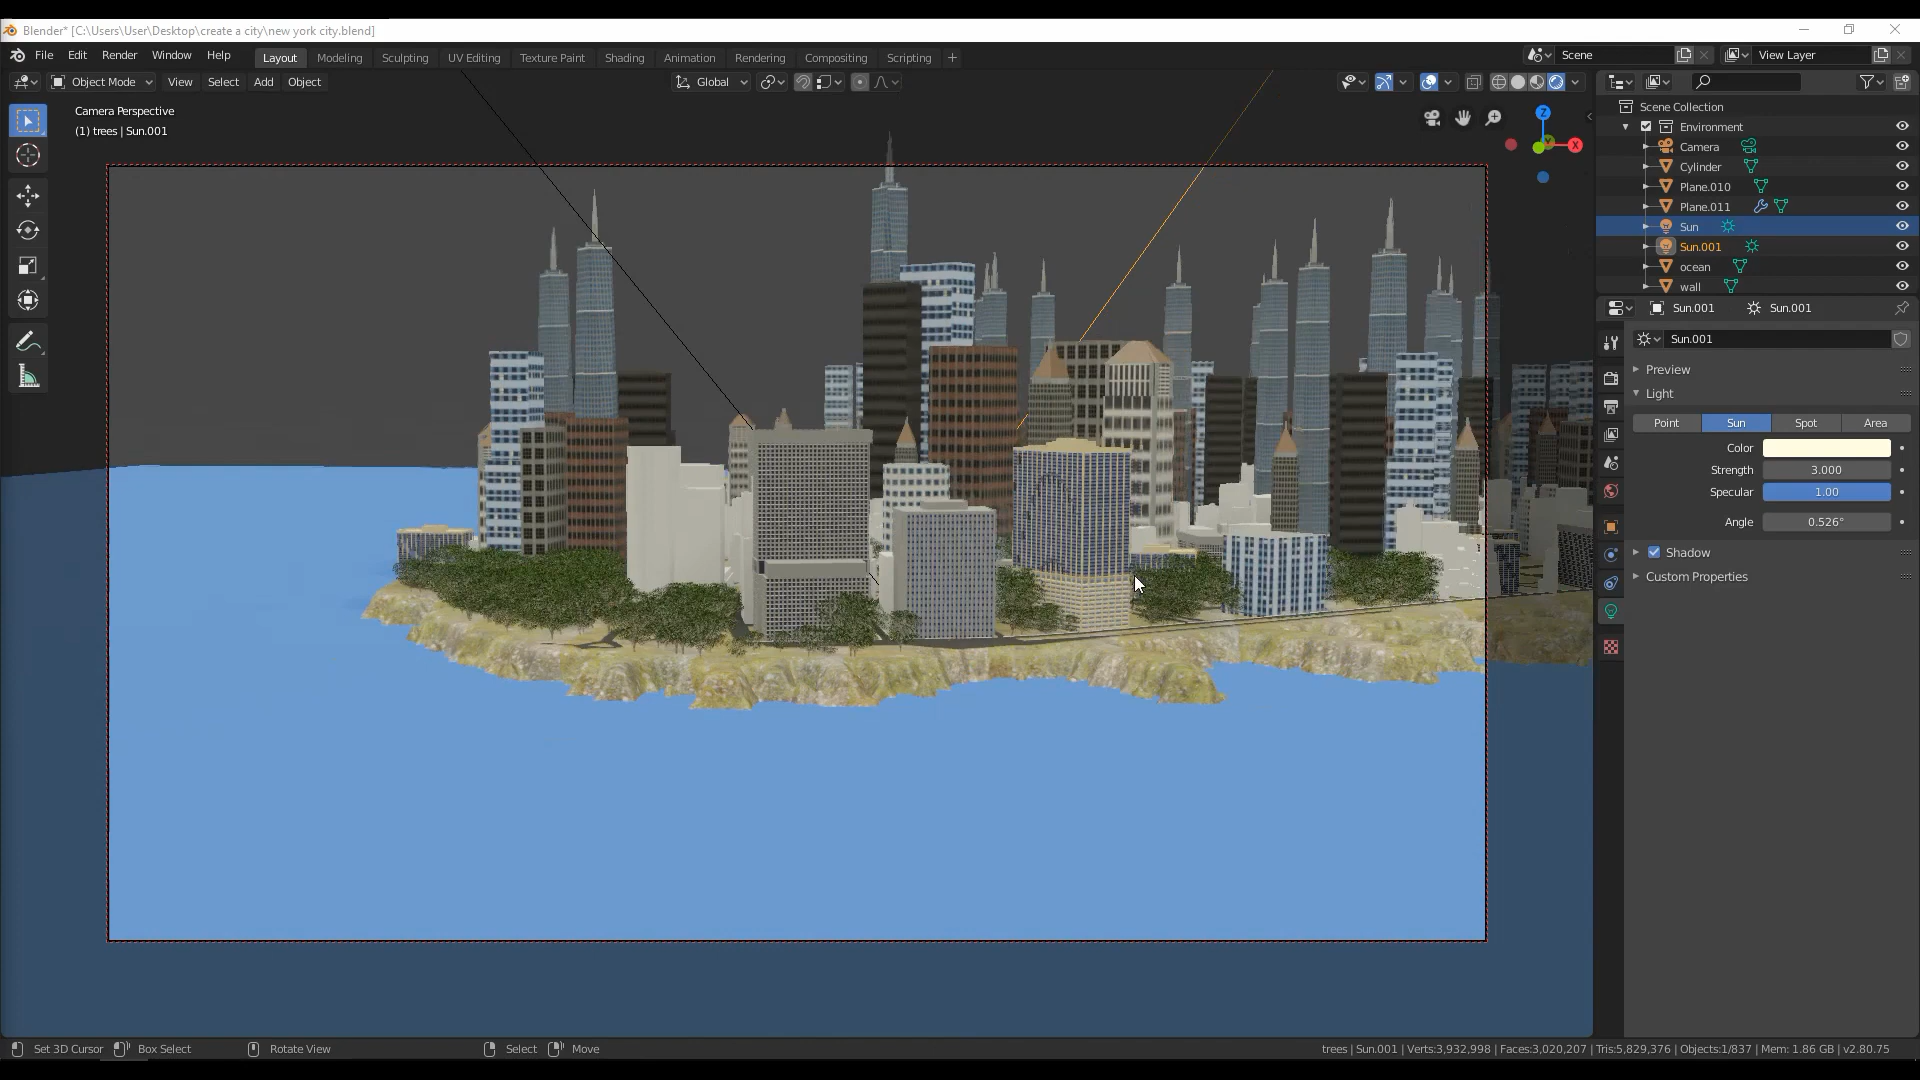 Blender* [C:\Users\User\Desktop\create a city\new york city.blend]
File Edit Render Window Help Layout Modeling Sculpting UV Editing Texture Paint Shading Animation Rendering Compositing Scripting + Scene View Layer
Object Mode View Select Add Object Global
Camera Perspective
(1) trees | Sun.001
Z
X
Scene Collection
Environment
Camera
Cylinder
Plane.010
Plane.011
Sun
Sun.001
ocean
wall
Sun.001 Sun.001
Sun.001
Preview
Light
Point Sun Spot Area
Color
Strength 3.000
Specular 1.00
Angle 0.526°
Shadow
Custom Properties
Set 3D Cursor Box Select Rotate View Select Move trees | Sun.001 | Verts:3,932,998 | Faces:3,020,207 | Tris:5,829,376 | Objects:1/837 | Mem: 1.86 GB | v2.80.75